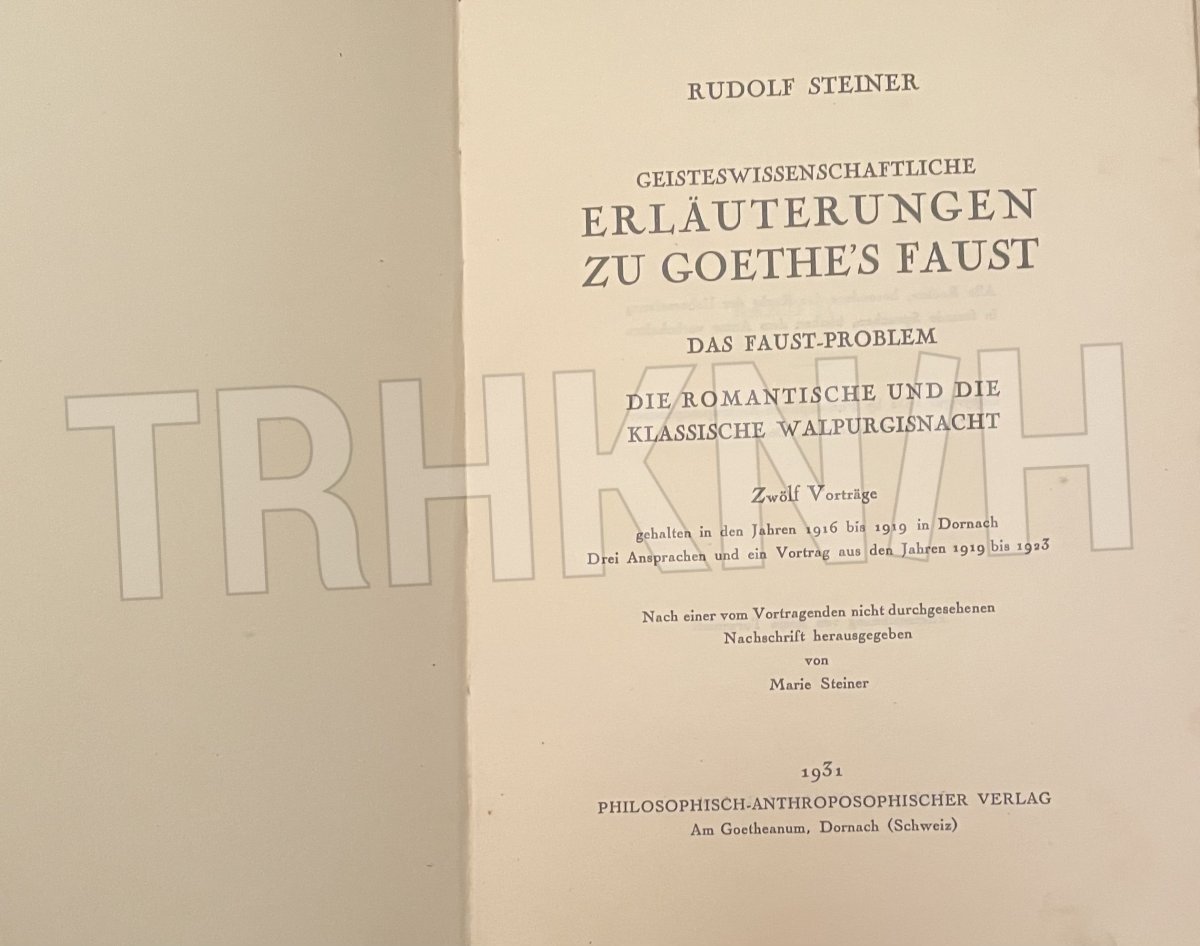 RUDOLF STEINER
GEISTESWISSENSCHAFTLICHE
ERLÄUTERUNGEN
ZU GOETHE'S FAUST
DAS FAUST-PROBLEM
DIE ROMANTISCHE UND DIE
KLASSISCHE WALPURGISNACHT
Zwölf Vorträge
gehalten in den Jahren 1916 bis 1919 in Dornach
Drei Ansprachen und ein Vortrag aus den Jahren 1919 bis 1923
Nach einer vom Vortragenden nicht durchgesehenen
Nachschrift herausgegeben
von
Marie Steiner
1931
PHILOSOPHISCH-ANTHROPOSOPHISCHER VERLAG
Am Goetheanum, Dornach (Schweiz)
TRHKN/H